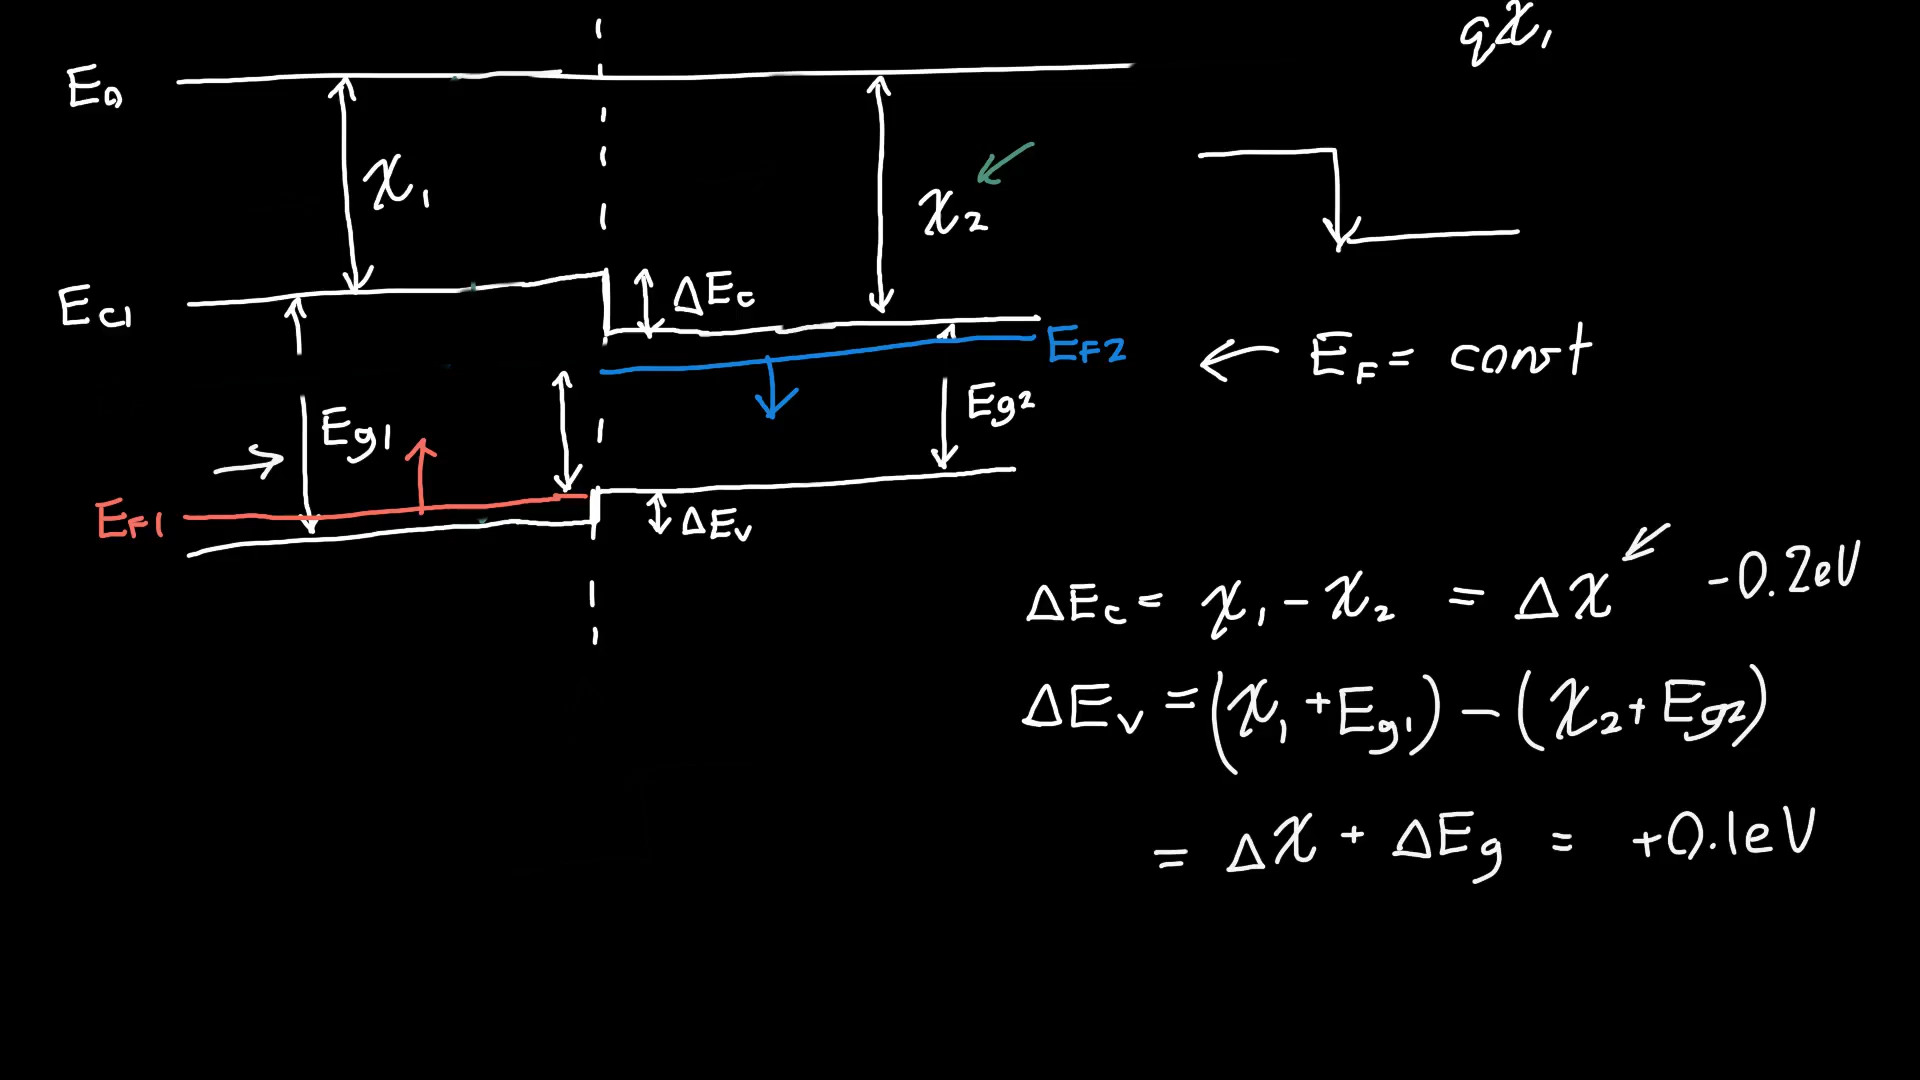 qχ₁
E₀
χ₁
χ₂
E_C1
ΔE_C
E_F2
← E_F = const
E_g1
E_g2
E_F1
ΔE_V
ΔE_C = χ₁ - χ₂ = Δχ -0.2eV
ΔE_V = (χ₁ + E_g1) - (χ₂ + E_g2)
= Δχ + ΔE_g = +0.1eV